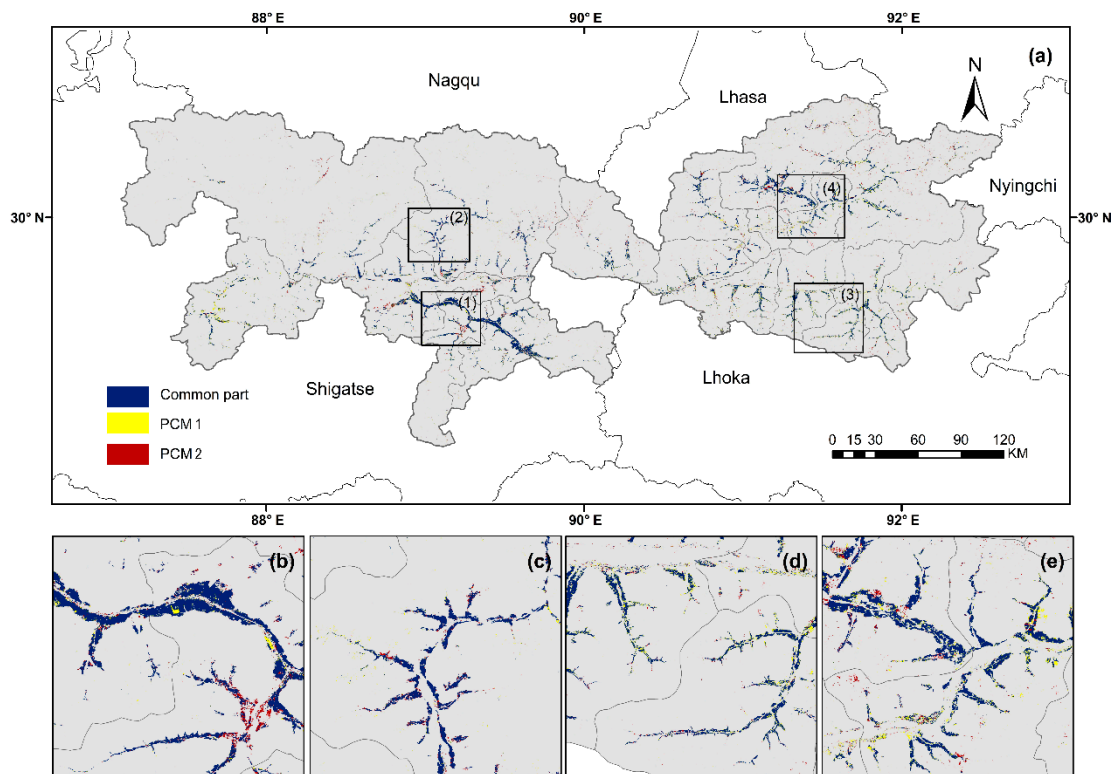 88° E 90° E 92° E
(a)
N
Nagqu
Lhasa
Nyingchi
30° N 30° N
(2)
(4)
(1)
(3)
Shigatse
Lhoka
Common part
PCM 1
PCM 2
0 15 30 60 90 120
KM
88° E 90° E 92° E
(b) (c) (d) (e)